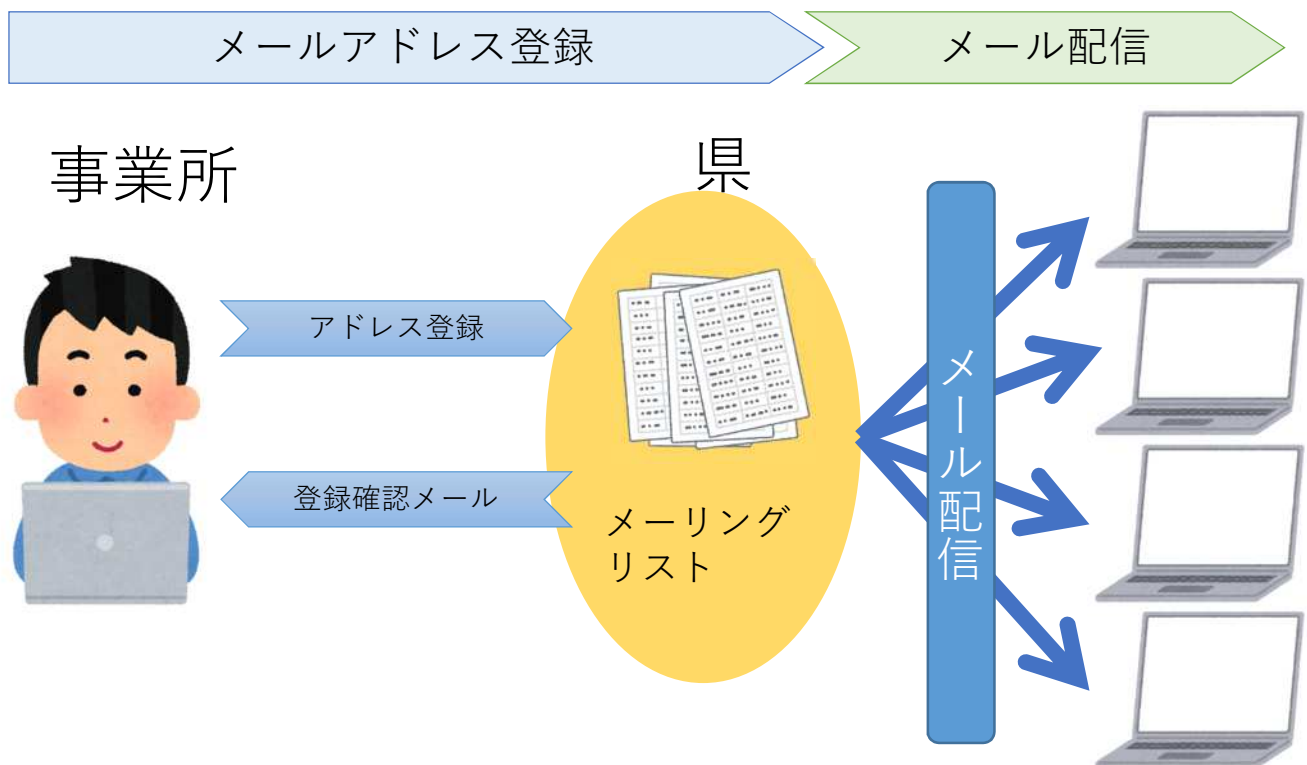 メールアドレス登録
メール配信
事業所
県
アドレス登録
登録確認メール
メーリング
リスト
メール配信